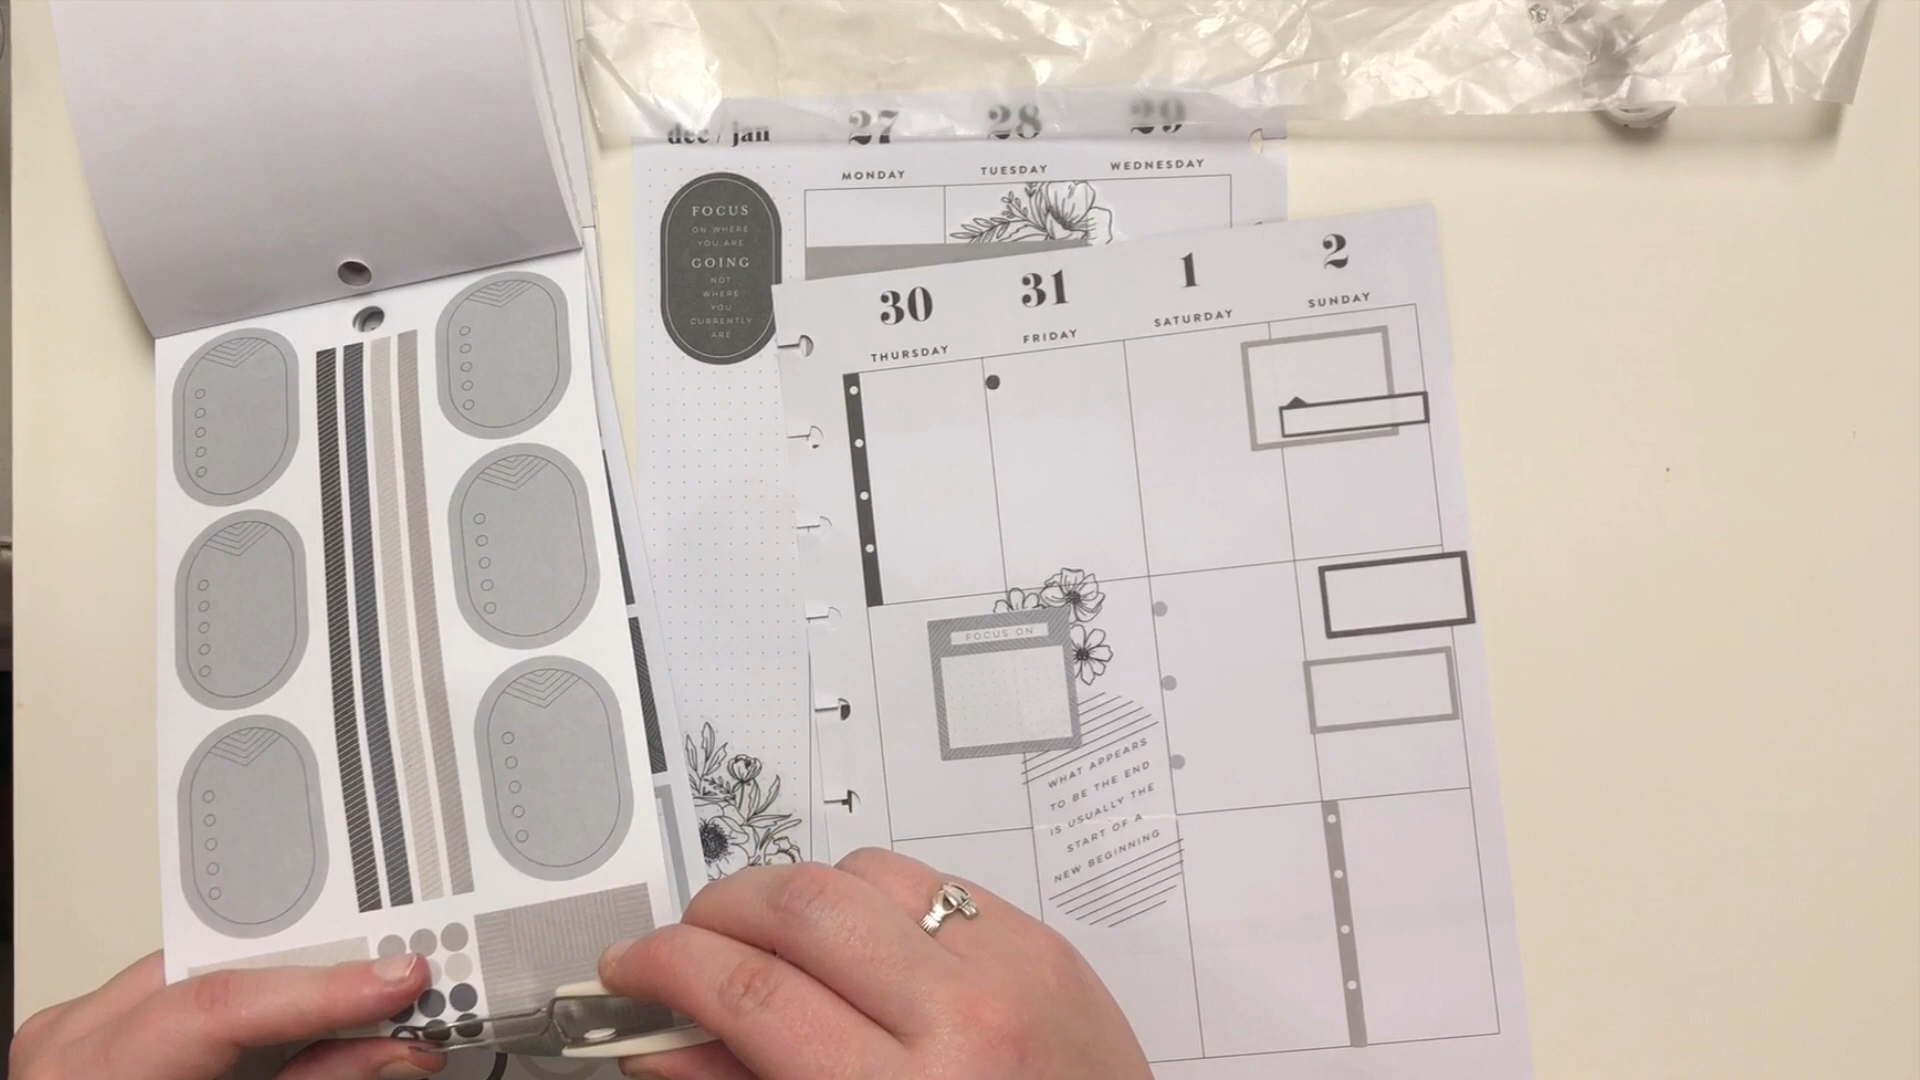 dec / jan
27
28
29
MONDAY
TUESDAY
WEDNESDAY
FOCUS
ON WHERE
YOU ARE
GOING
NOT
WHERE
YOU
CURRENTLY
ARE
30
31
1
2
THURSDAY
FRIDAY
SATURDAY
SUNDAY
FOCUS ON
WHAT APPEARS
TO BE THE END
IS USUALLY THE
START OF A
NEW BEGINNING